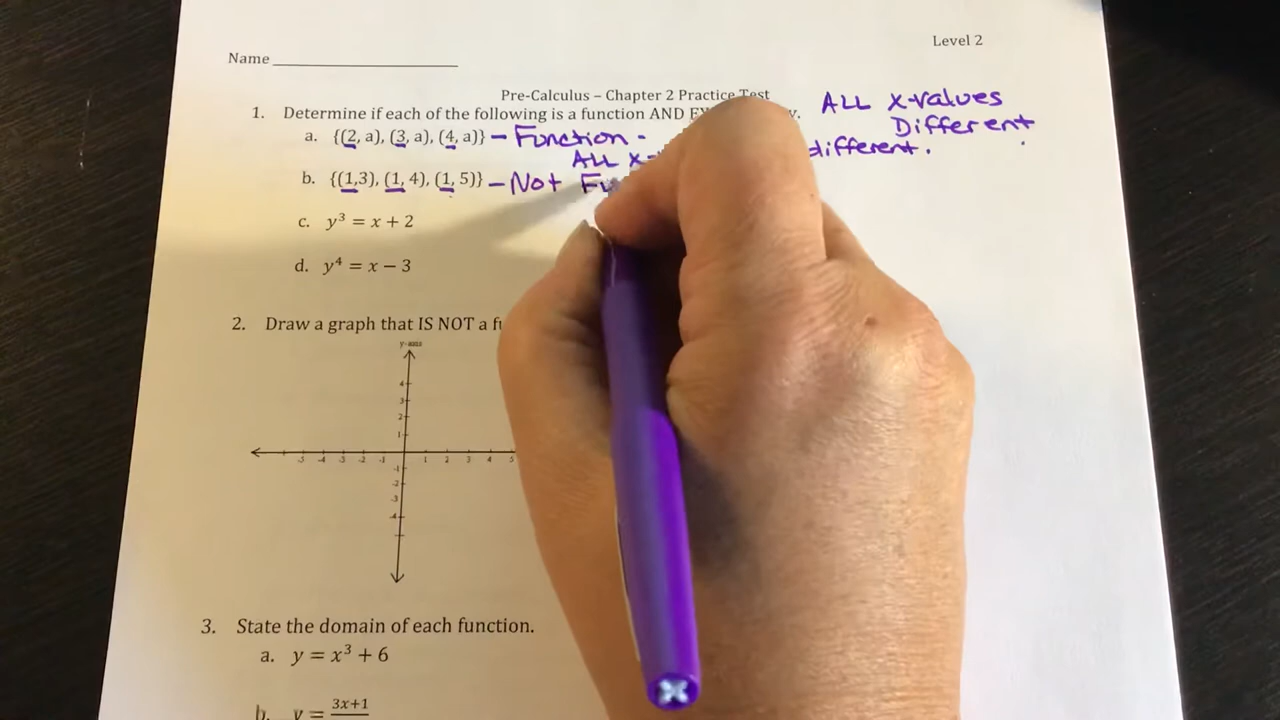 Level 2
Name
Pre-Calculus – Chapter 2 Practice Test
1. Determine if each of the following is a function AND
ALL x-values
Different
a. {(2, a), (3, a), (4, a)} – Function -
ALL different.
b. {(1,3), (1, 4), (1, 5)} – Not
c. y³ = x + 2
d. y⁴ = x − 3
2. Draw a graph that IS NOT a
y-axis
4
3
2
1
-5 -4 -3 -2 -1 1 2 3 4 5
-1
-2
-3
-4
3. State the domain of each function.
a. y = x³ + 6
b. y = 3x+1